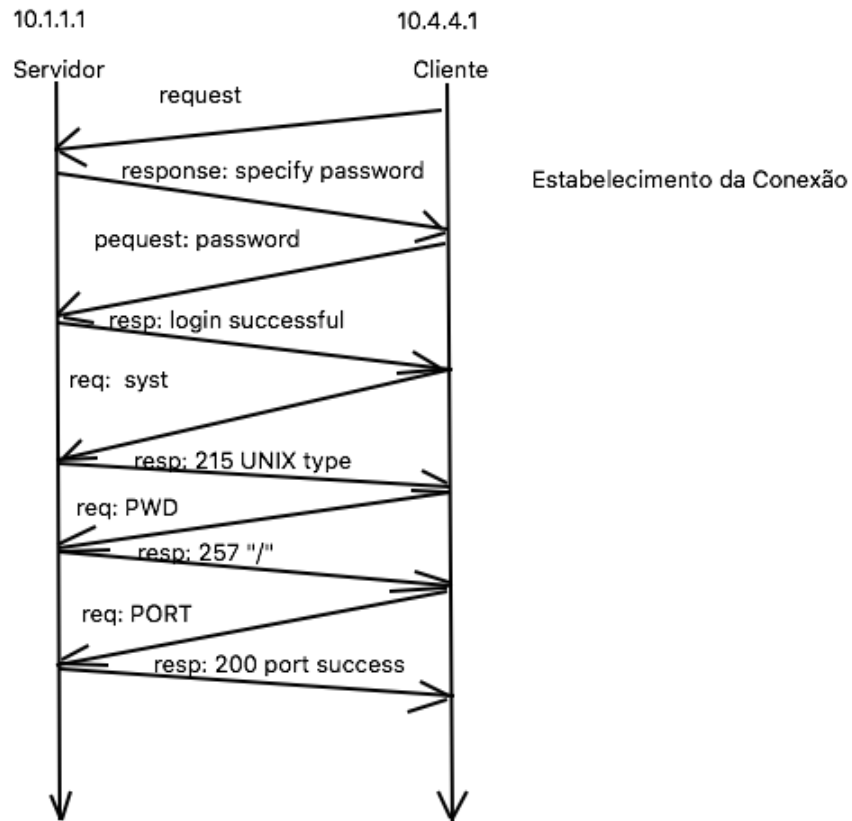 10.1.1.1
10.4.4.1
Servidor
Cliente
request
response: specify password
Estabelecimento da Conexão
pequest: password
resp: login successful
req: syst
resp: 215 UNIX type
req: PWD
resp: 257 "/"
req: PORT
resp: 200 port success